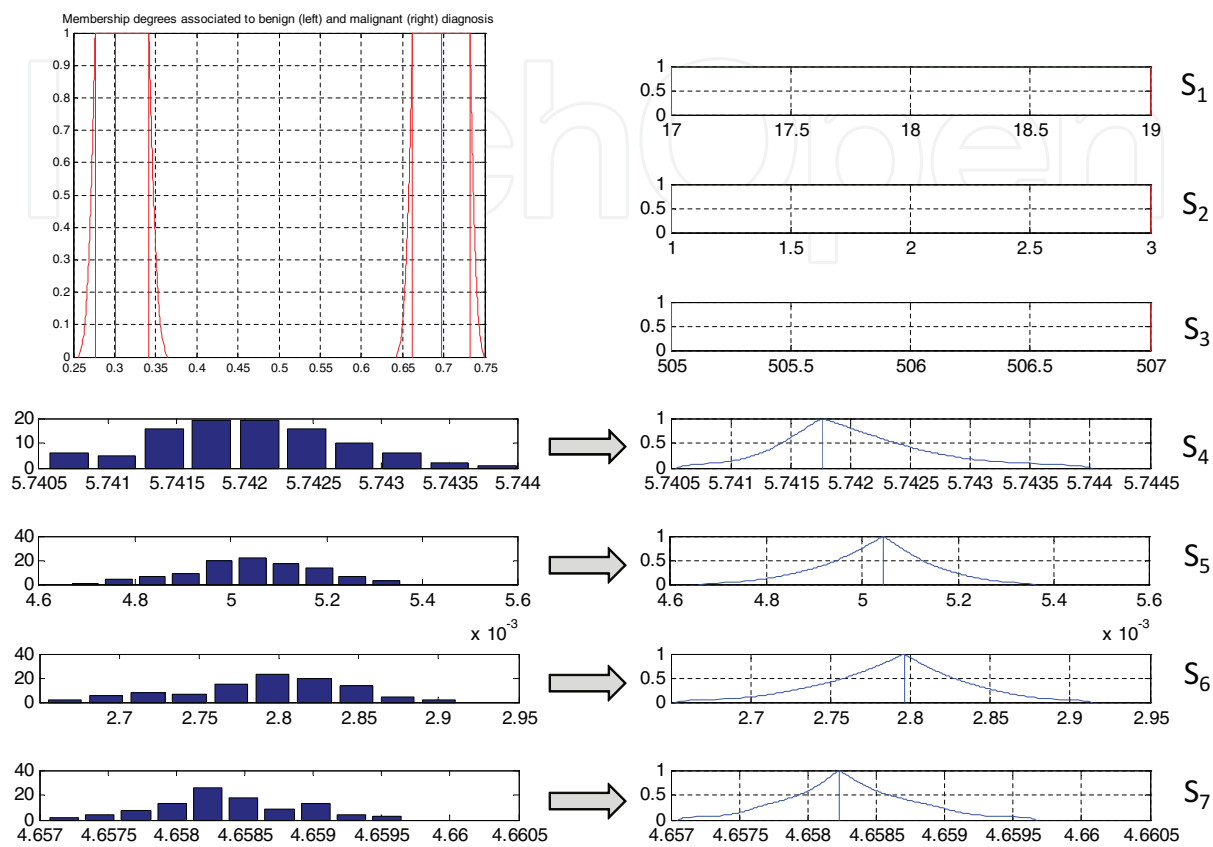 Membership degrees associated to benign (left) and malignant (right) diagnosis
1
0.9
0.8
0.7
0.6
0.5
0.4
0.3
0.2
0.1
0
0.25 0.3 0.35 0.4 0.45 0.5 0.55 0.6 0.65 0.7 0.75
1
0.5
0
17 17.5 18 18.5 19
S1
1
0.5
0
1 1.5 2 2.5 3
S2
1
0.5
0
505 505.5 506 506.5 507
S3
20
10
0
5.7405 5.741 5.7415 5.742 5.7425 5.743 5.7435 5.744
1
0.5
0
5.7405 5.741 5.7415 5.742 5.7425 5.743 5.7435 5.744 5.7445
S4
40
20
0
4.6 4.8 5 5.2 5.4 5.6
x 10-3
1
0.5
0
4.6 4.8 5 5.2 5.4 5.6
x 10-3
S5
40
20
0
2.7 2.75 2.8 2.85 2.9 2.95
1
0.5
0
2.7 2.75 2.8 2.85 2.9 2.95
S6
40
20
0
4.657 4.6575 4.658 4.6585 4.659 4.6595 4.66 4.6605
1
0.5
0
4.657 4.6575 4.658 4.6585 4.659 4.6595 4.66 4.6605
S7